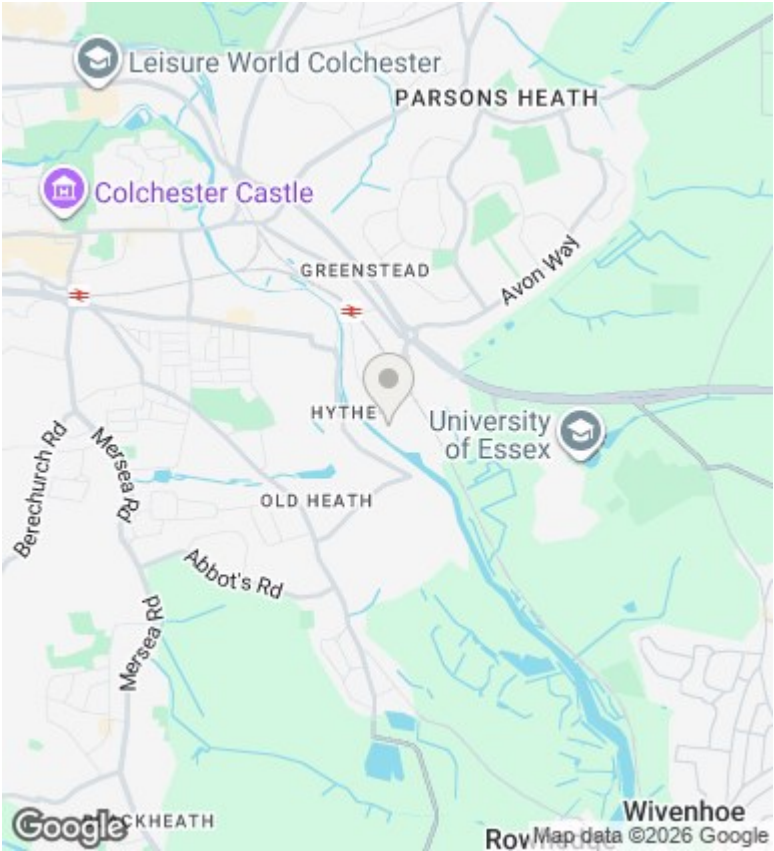 Leisure World Colchester
PARSONS HEATH
Colchester Castle
GREENSTEAD
Avon Way
HYTHE
University
of Essex
Berechurch Rd
Mersea Rd
OLD HEATH
Abbot's Rd
Mersea Rd
Wivenhoe
Google
Map data ©2026 Google